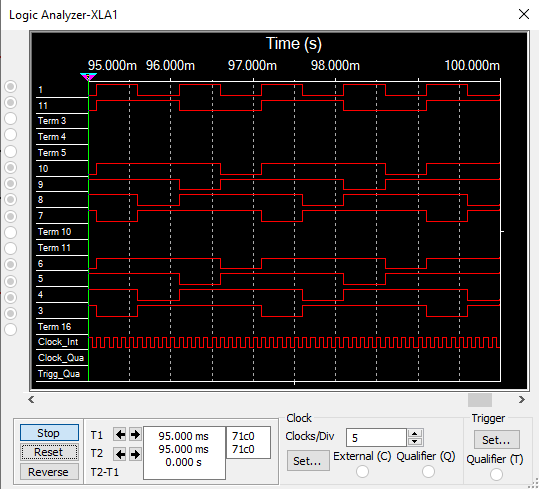 Logic Analyzer-XLA1
Time (s)
95.000m 96.000m 97.000m 98.000m 100.000m
1
11
Term 3
Term 4
Term 5
10
9
8
7
Term 10
Term 11
6
5
4
3
Term 16
Clock_Int
Clock_Qua
Trigg_Qua
Stop
Reset
Reverse
T1
T2
T2-T1
95.000 ms
95.000 ms
0.000 s
71c0
71c0
Clock
Clocks/Div 5
Set...
External (C) Qualifier (Q)
Trigger
Set...
Qualifier (T)